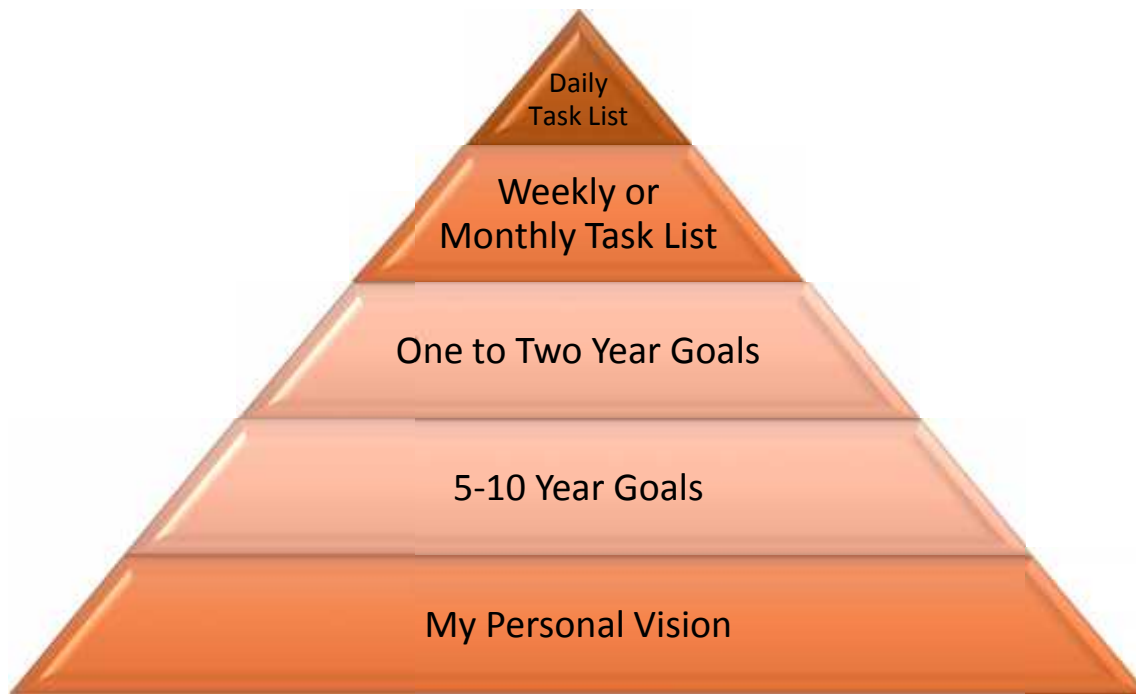 Daily
Task List
Weekly or
Monthly Task List
One to Two Year Goals
5-10 Year Goals
My Personal Vision